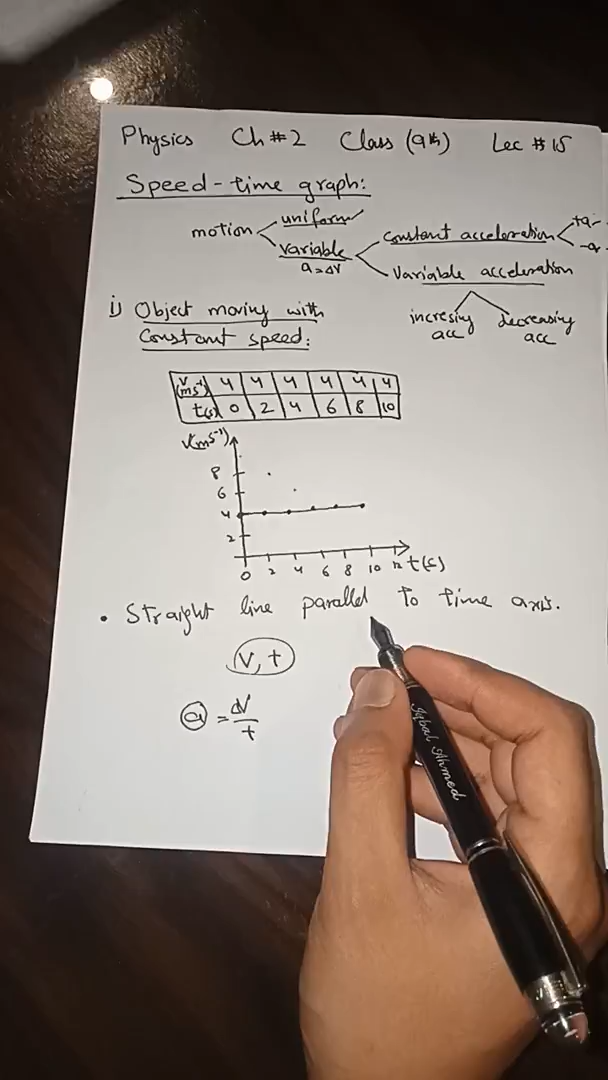 Physics Ch #2 Class (9th) Lec #15
Speed-time graph:
motion uniform
variable
a=ΔV
Constant acceleration +a
-a
Variable acceleration
incresing acc
decreasing acc
i) Object moving with
Constant speed:
V(ms⁻¹) 4 4 4 4 4 4
t(s) 0 2 4 6 8 10
V(ms⁻¹)
8
6
4
2
0 2 4 6 8 10 12 t(s)
• Straight line parallel to time axis.
V, t
a = ΔV/t
Iqbal Ahmed